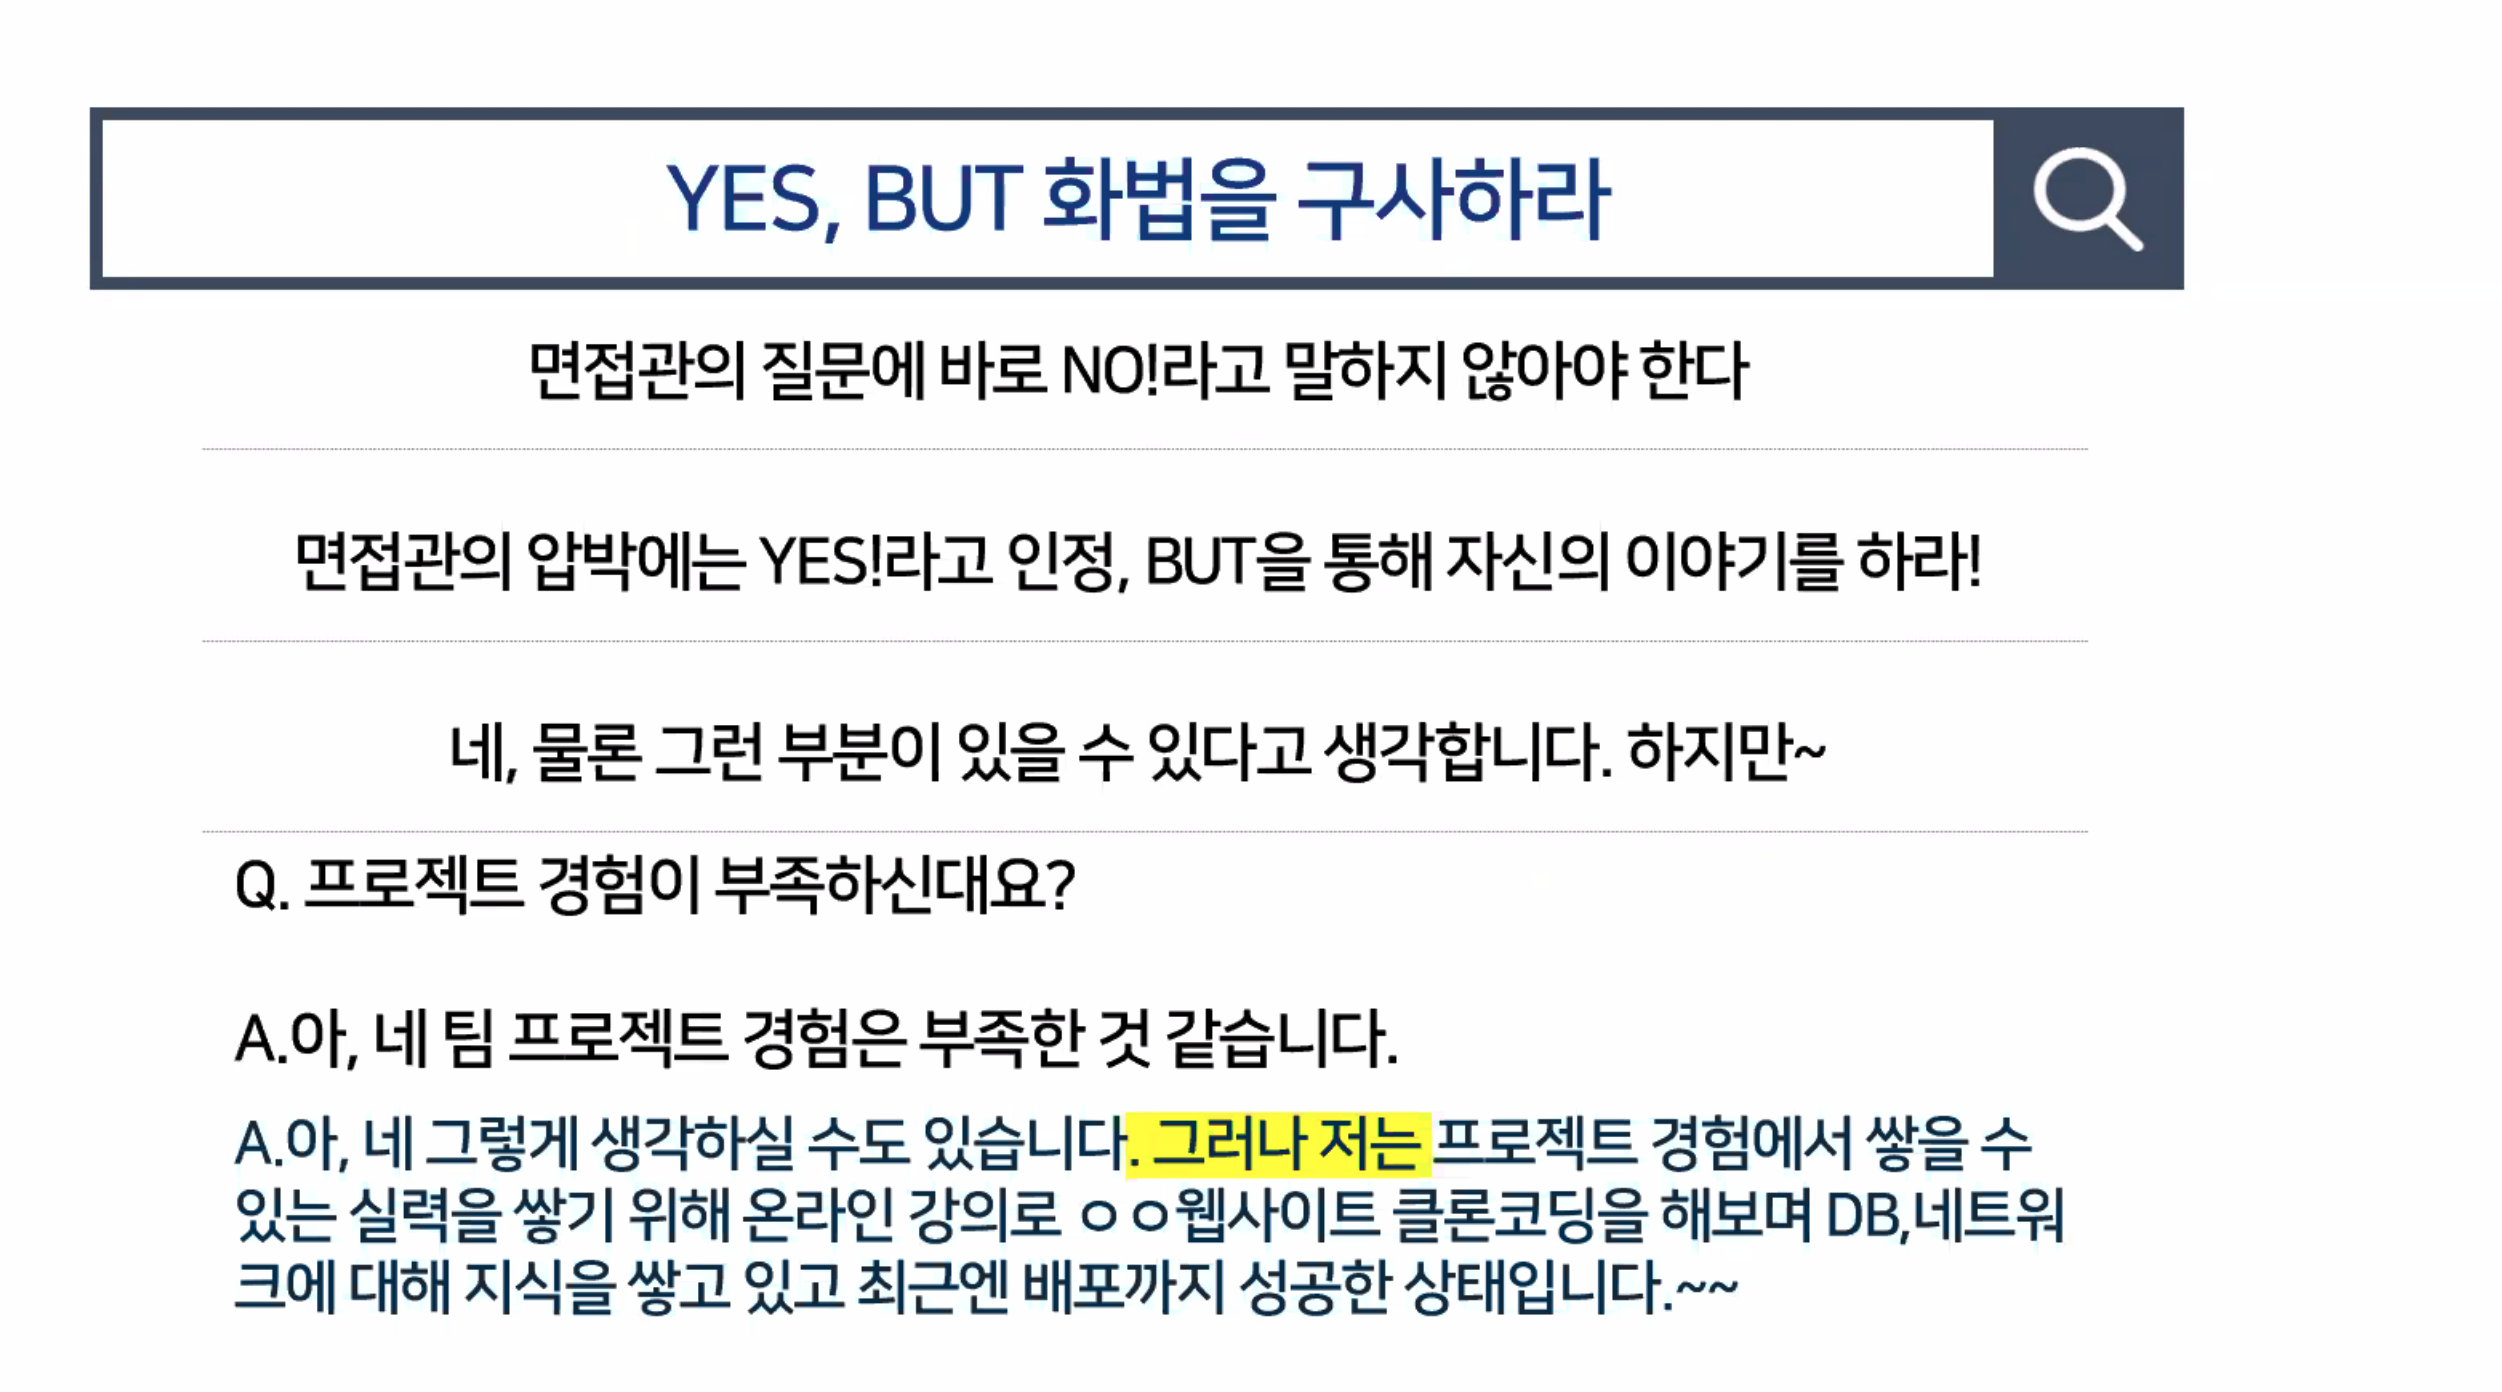 YES, BUT 화법을 구사하라
면접관의 질문에 바로 NO!라고 말하지 않아야 한다
면접관의 압박에는 YES!라고 인정, BUT을 통해 자신의 이야기를 하라!
네, 물론 그런 부분이 있을 수 있다고 생각합니다. 하지만~
Q. 프로젝트 경험이 부족하신대요?
A.아, 네 팀 프로젝트 경험은 부족한 것 같습니다.
A.아, 네 그렇게 생각하실 수도 있습니다. 그러나 저는 프로젝트 경험에서 쌓을 수
있는 실력을 쌓기 위해 온라인 강의로 ㅇㅇ웹사이트 클론코딩을 해보며 DB,네트워
크에 대해 지식을 쌓고 있고 최근엔 배포까지 성공한 상태입니다.~~